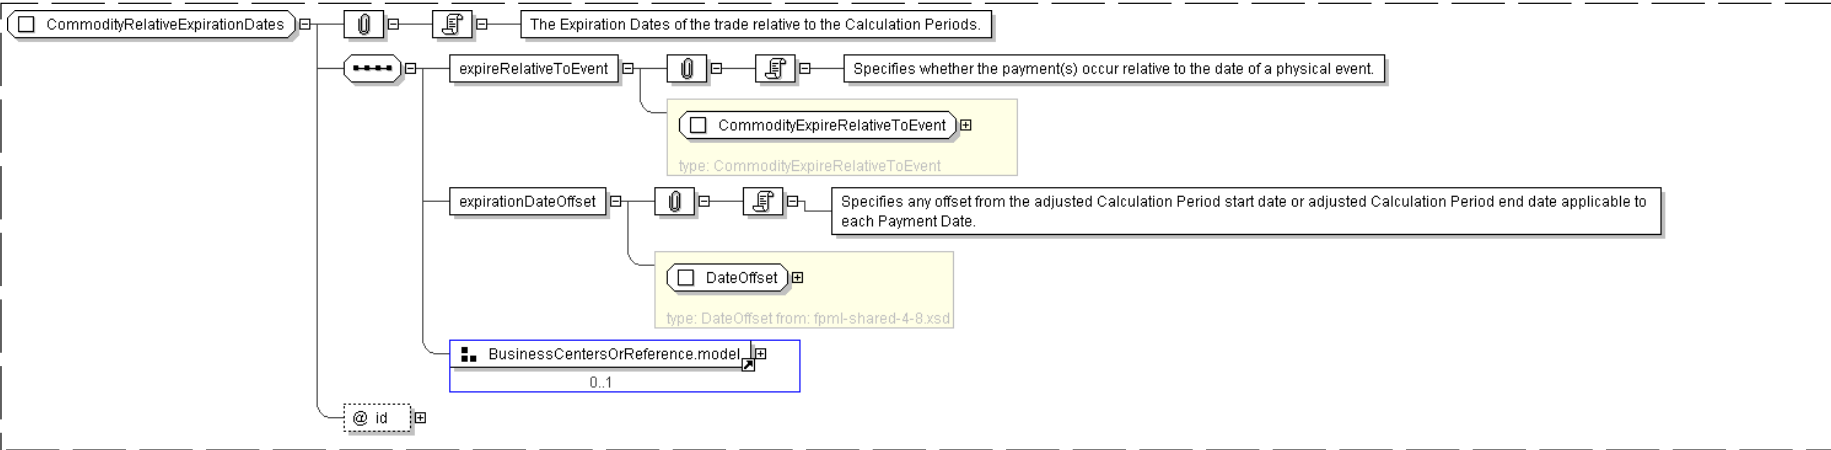 CommodityRelativeExpirationDates
The Expiration Dates of the trade relative to the Calculation Periods.
expireRelativeToEvent
Specifies whether the payment(s) occur relative to the date of a physical event.
CommodityExpireRelativeToEvent
type: CommodityExpireRelativeToEvent
expirationDateOffset
Specifies any offset from the adjusted Calculation Period start date or adjusted Calculation Period end date applicable to
each Payment Date.
DateOffset
type: DateOffset from: fpml-shared-4-8.xsd
BusinessCentersOrReference.model
0..1
@ id